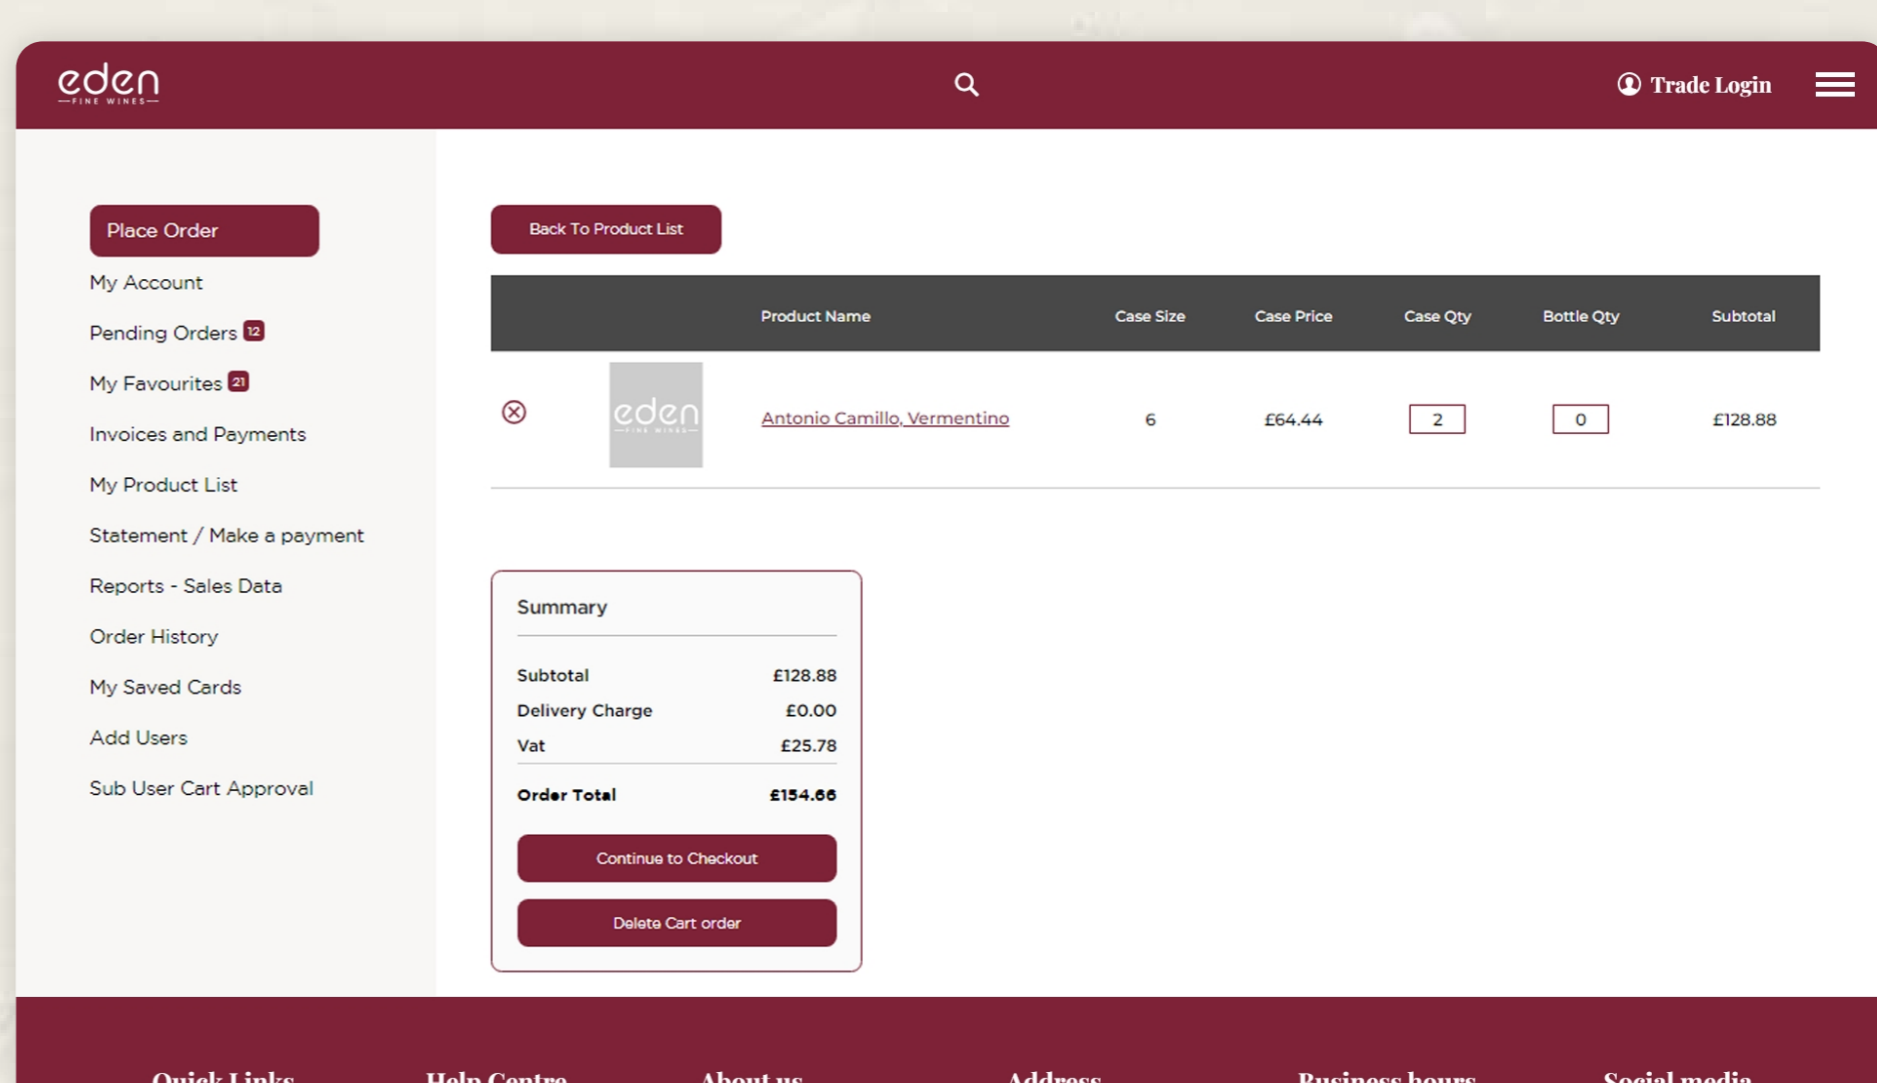 eden
FINE WINES
Trade Login
Place Order
My Account
Pending Orders 12
My Favourites 21
Invoices and Payments
My Product List
Statement / Make a payment
Reports - Sales Data
Order History
My Saved Cards
Add Users
Sub User Cart Approval
Back To Product List
Product Name Case Size Case Price Case Qty Bottle Qty Subtotal
eden
FINE WINES
Antonio Camillo, Vermentino 6 £64.44 2 0 £128.88
Summary
Subtotal £128.88
Delivery Charge £0.00
Vat £25.78
Order Total £154.66
Continue to Checkout
Delete Cart order
Quick Links Help Centre About us Address Business hours Social media